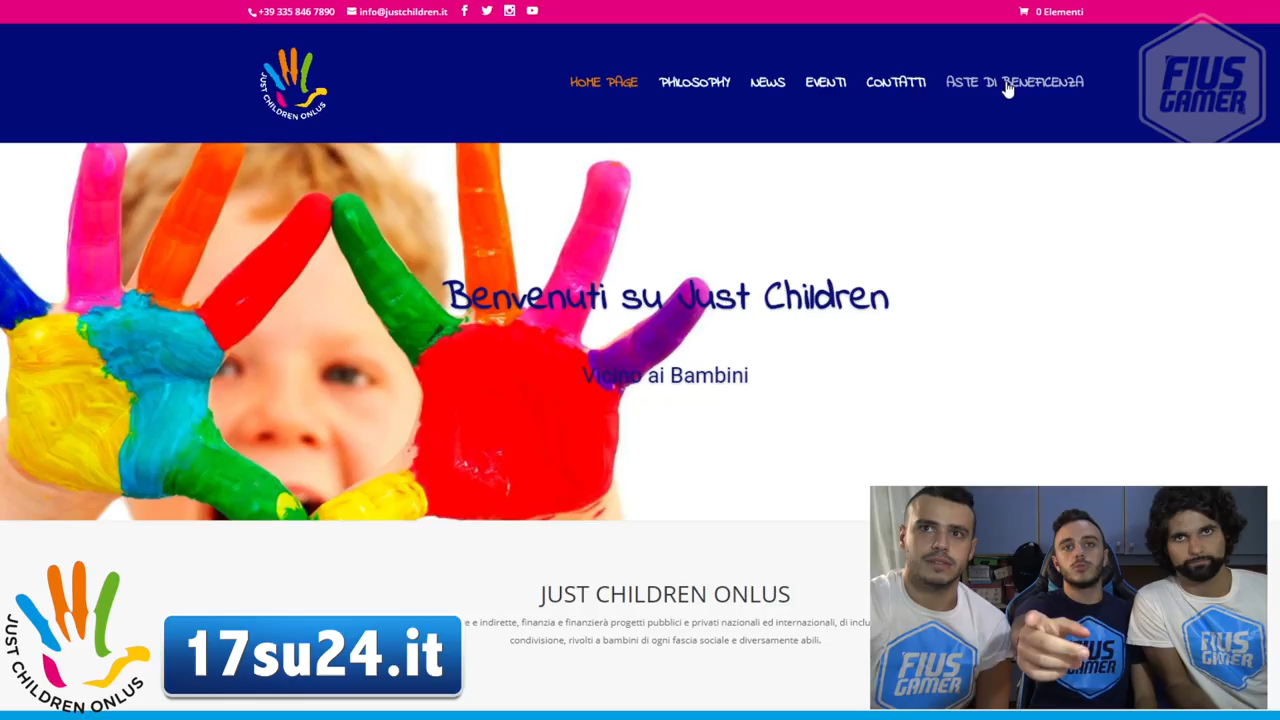 +39 335 846 7890 info@justchildren.it 0 Elementi
JUST CHILDREN ONLUS
HOME PAGE PHILOSOPHY NEWS EVENTI CONTATTI ASTE DI BENEFICENZA
FIUS
GAMER
Benvenuti su Just Children
Vicino ai Bambini
JUST CHILDREN ONLUS
e e indirette, finanzia e finanzierà progetti pubblici e privati nazionali ed internazionali, di inclu
condivisione, rivolti a bambini di ogni fascia sociale e diversamente abili.
JUST CHILDREN ONLUS
17su24.it
FIUS
GAMER
FIUS
GAMER
FIUS
GAMER